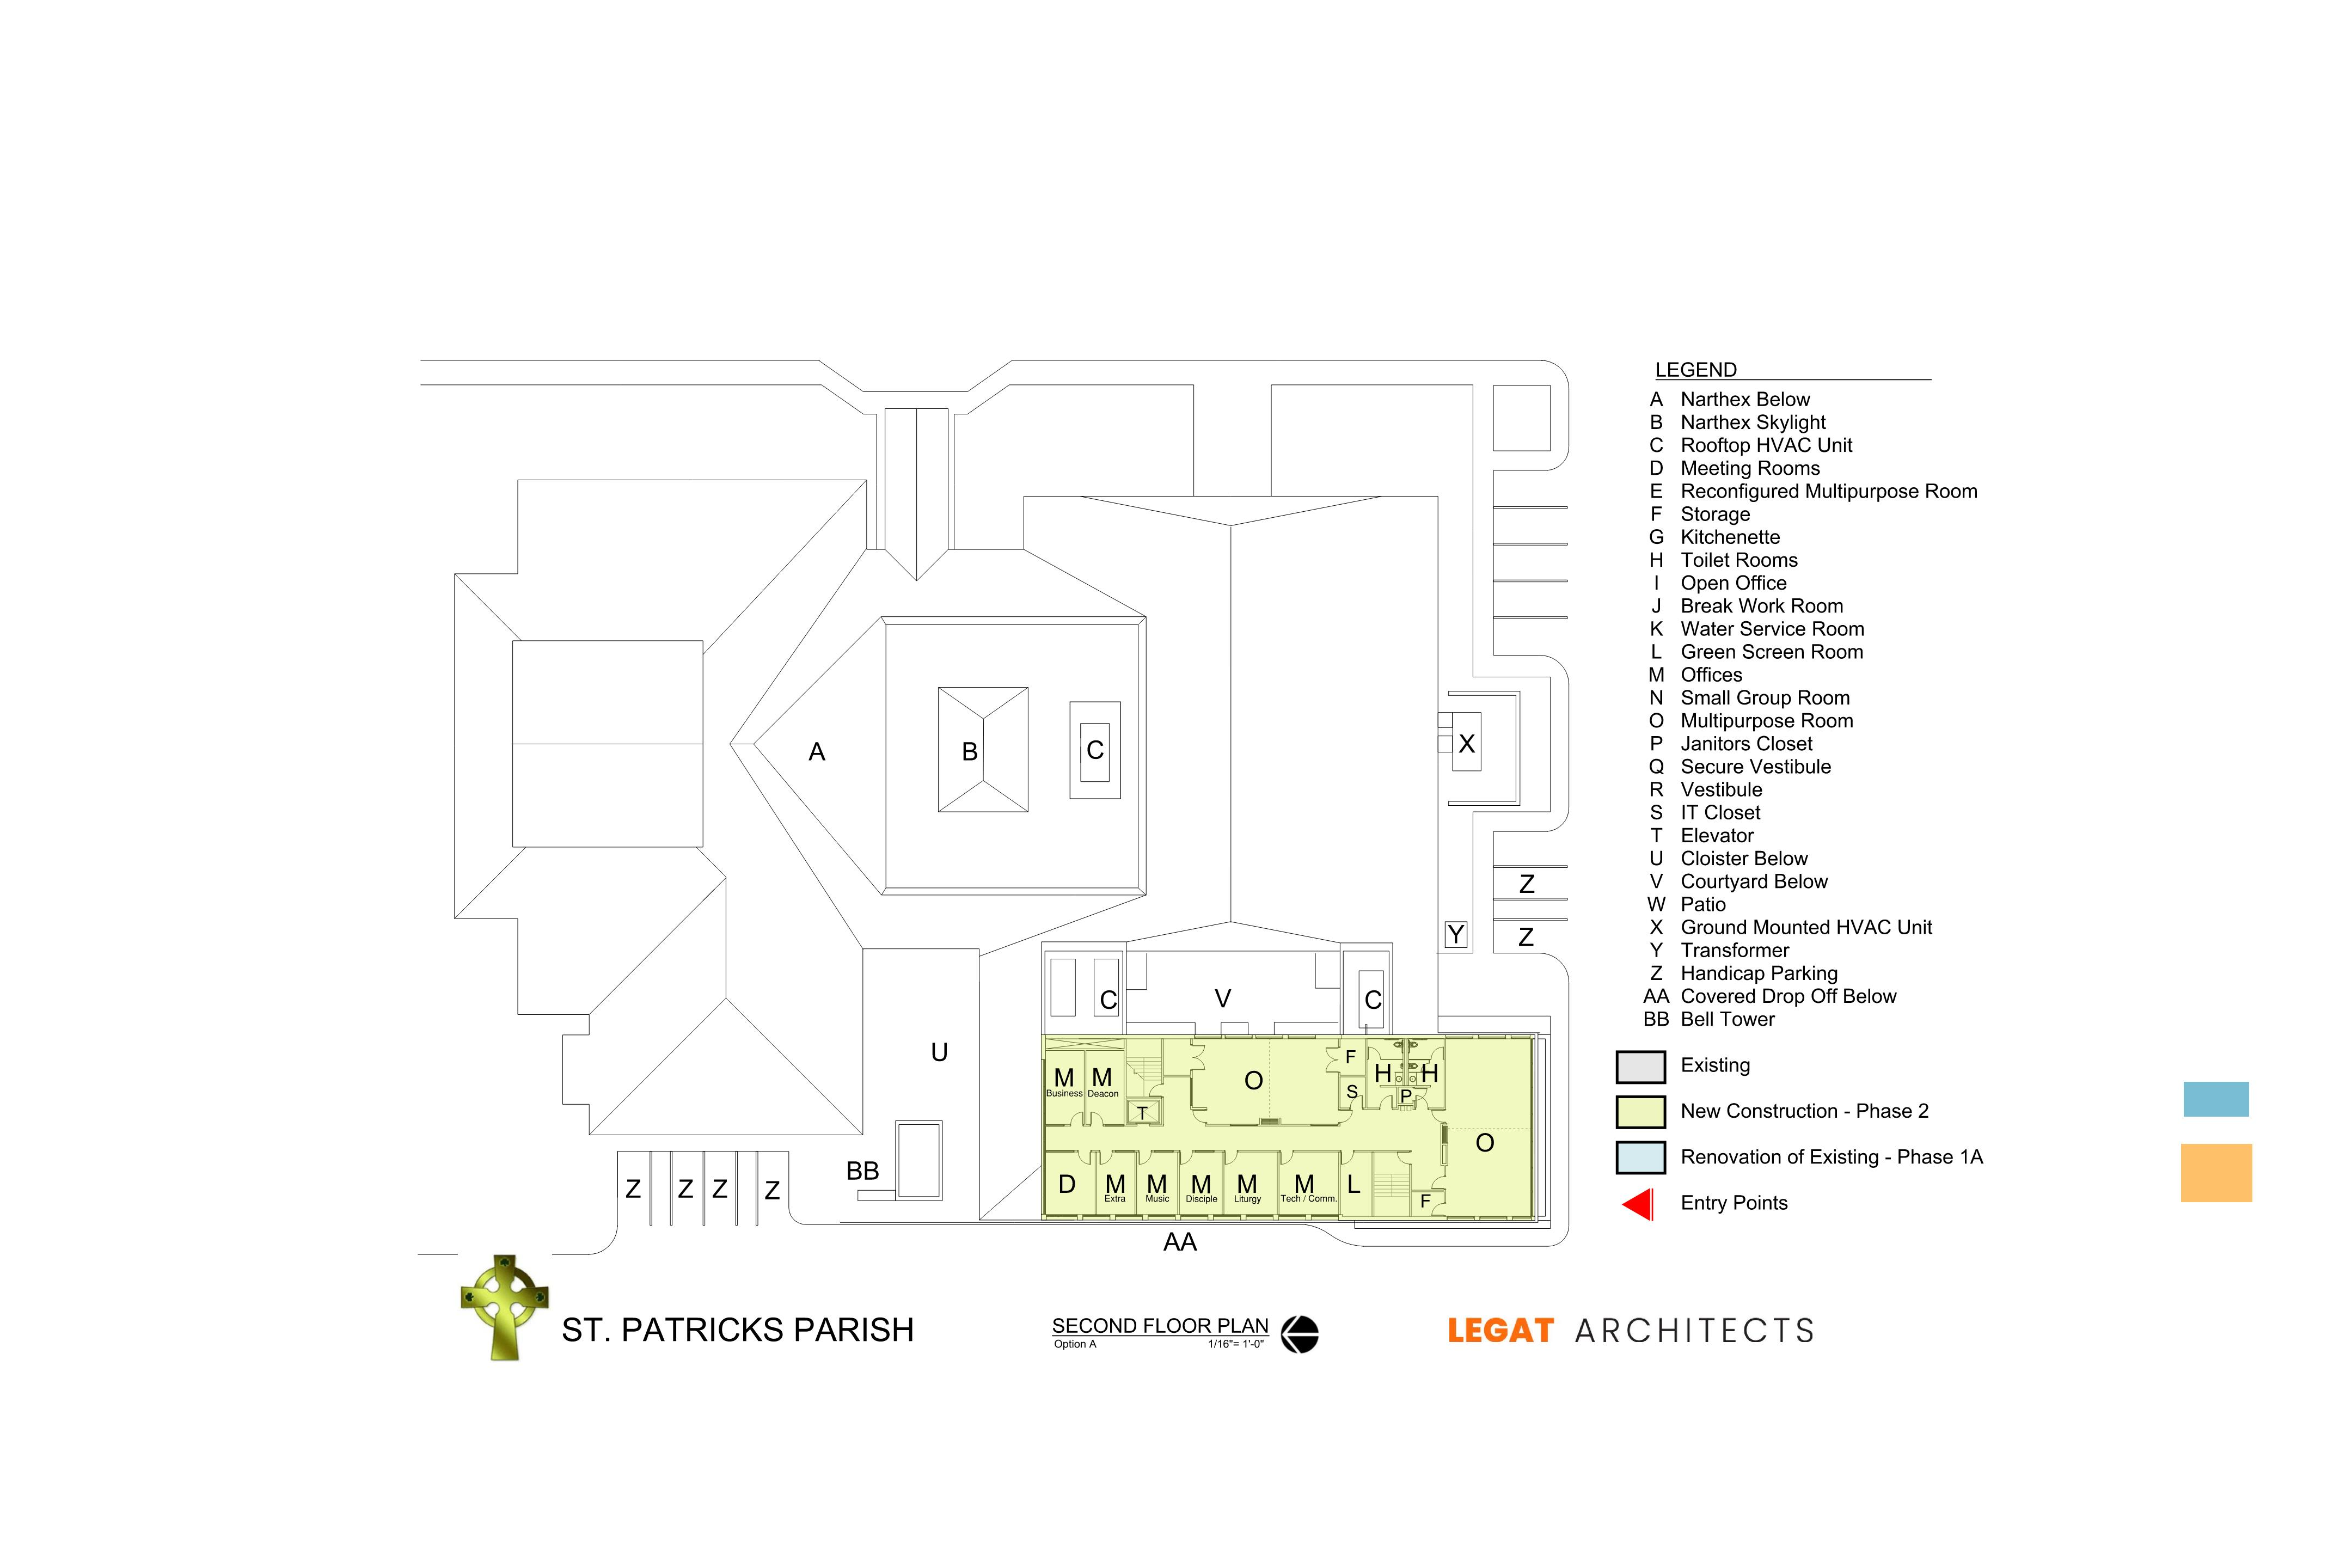 LEGEND
A Narthex Below
B Narthex Skylight
C Rooftop HVAC Unit
D Meeting Rooms
E Reconfigured Multipurpose Room
F Storage
G Kitchenette
H Toilet Rooms
I Open Office
J Break Work Room
K Water Service Room
L Green Screen Room
M Offices
N Small Group Room
O Multipurpose Room
P Janitors Closet
Q Secure Vestibule
R Vestibule
S IT Closet
T Elevator
U Cloister Below
V Courtyard Below
W Patio
X Ground Mounted HVAC Unit
Y Transformer
Z Handicap Parking
AA Covered Drop Off Below
BB Bell Tower
Existing
New Construction - Phase 2
Renovation of Existing - Phase 1A
Entry Points
A
B
C
X
Z
Y
Z
C
V
C
U
M
Business
M
Deacon
T
O
F
S
H
H
P
O
BB
Z
Z
Z
Z
D
M
Extra
M
Music
M
Disciple
M
Liturgy
M
Tech / Comm.
L
F
AA
ST. PATRICKS PARISH
SECOND FLOOR PLAN
Option A 1/16"= 1'-0"
LEGAT ARCHITECTS